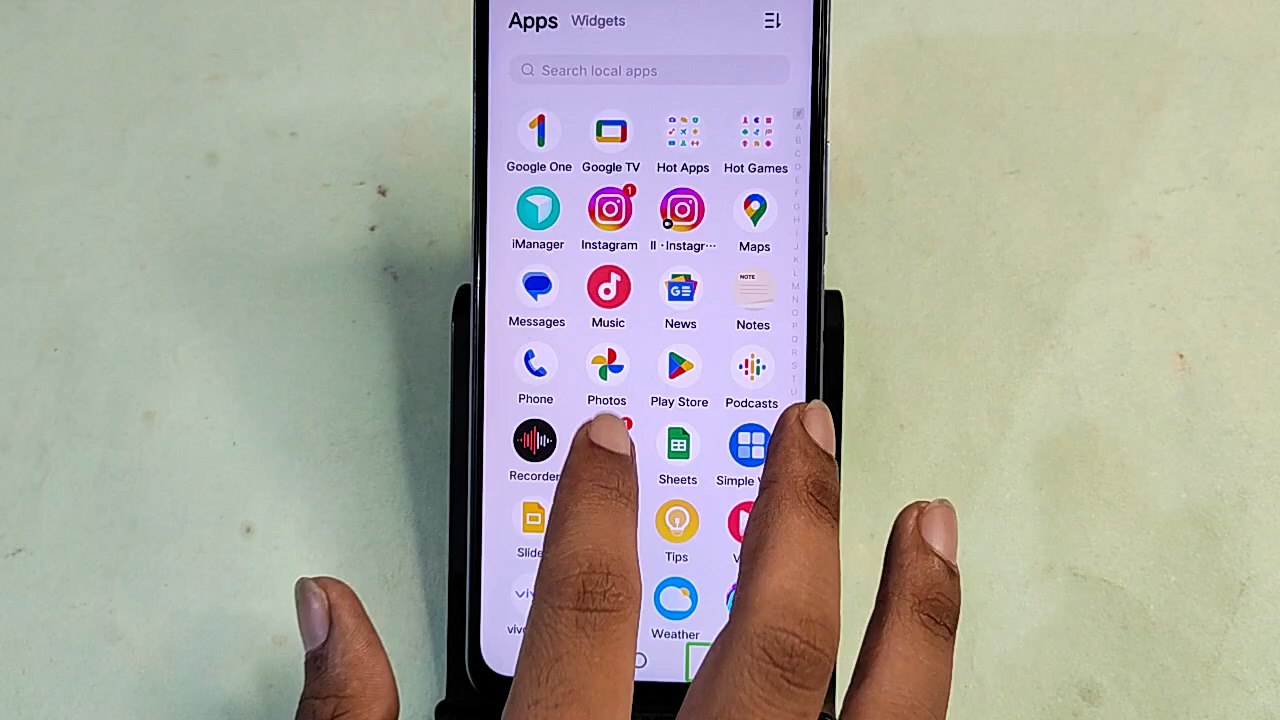 Apps Widgets
Search local apps
Google One Google TV Hot Apps Hot Games
iManager Instagram II ·Instagr···
Maps
Messages Music News Notes
Phone Photos Play Store Podcasts
Recorder Sheets Simple
Tips
Weather